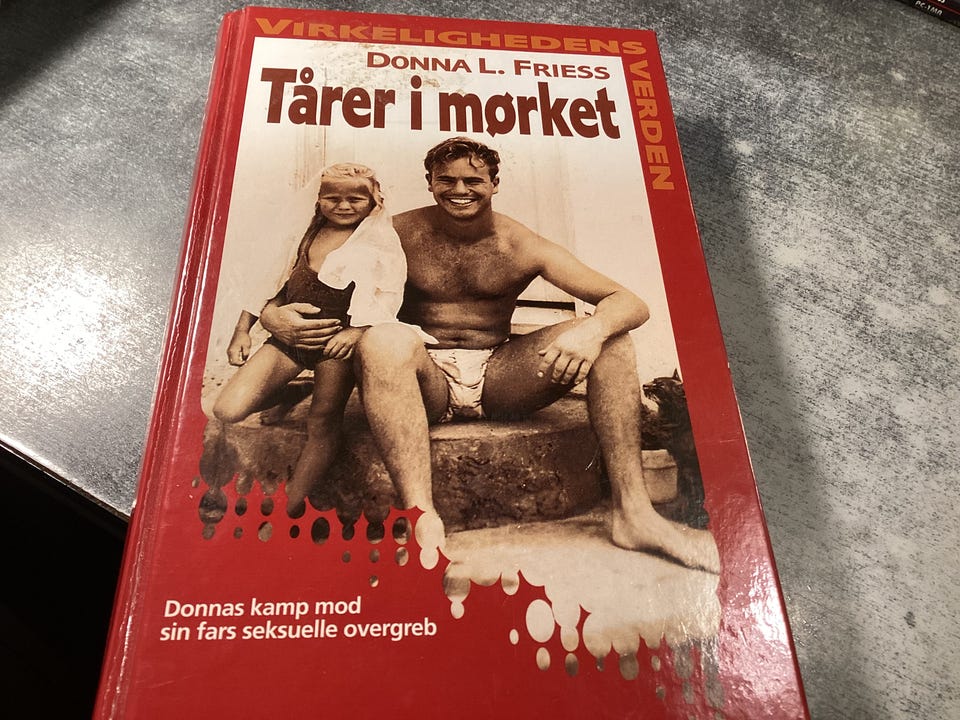 VIRKELIGHEDENS VERDEN
DONNA L. FRIESS
Tårer i mørket
Donnas kamp mod
sin fars seksuelle overgreb